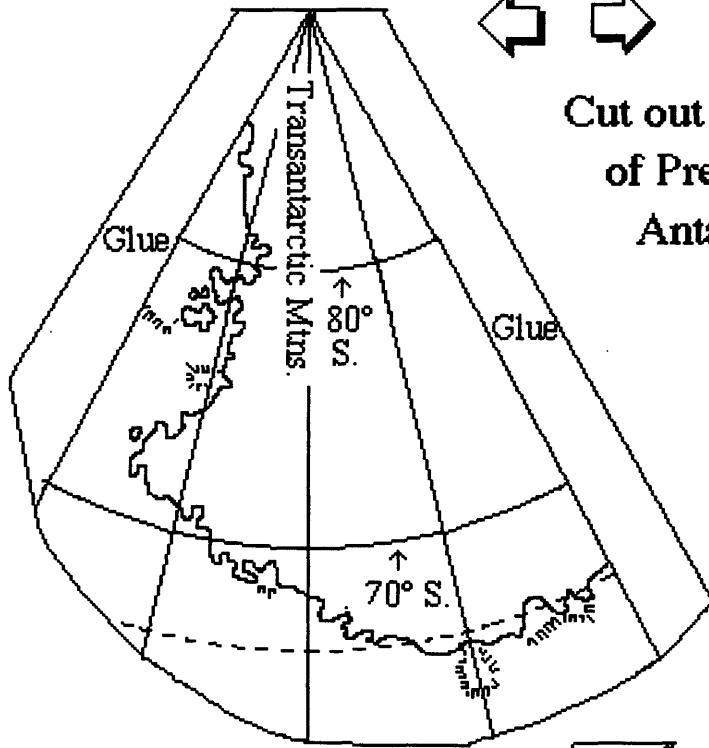 Cut out
of Pre
Anta
Glue
Transantarctic Mtns.
↑
80°
S.
Glue
↑
70° S.